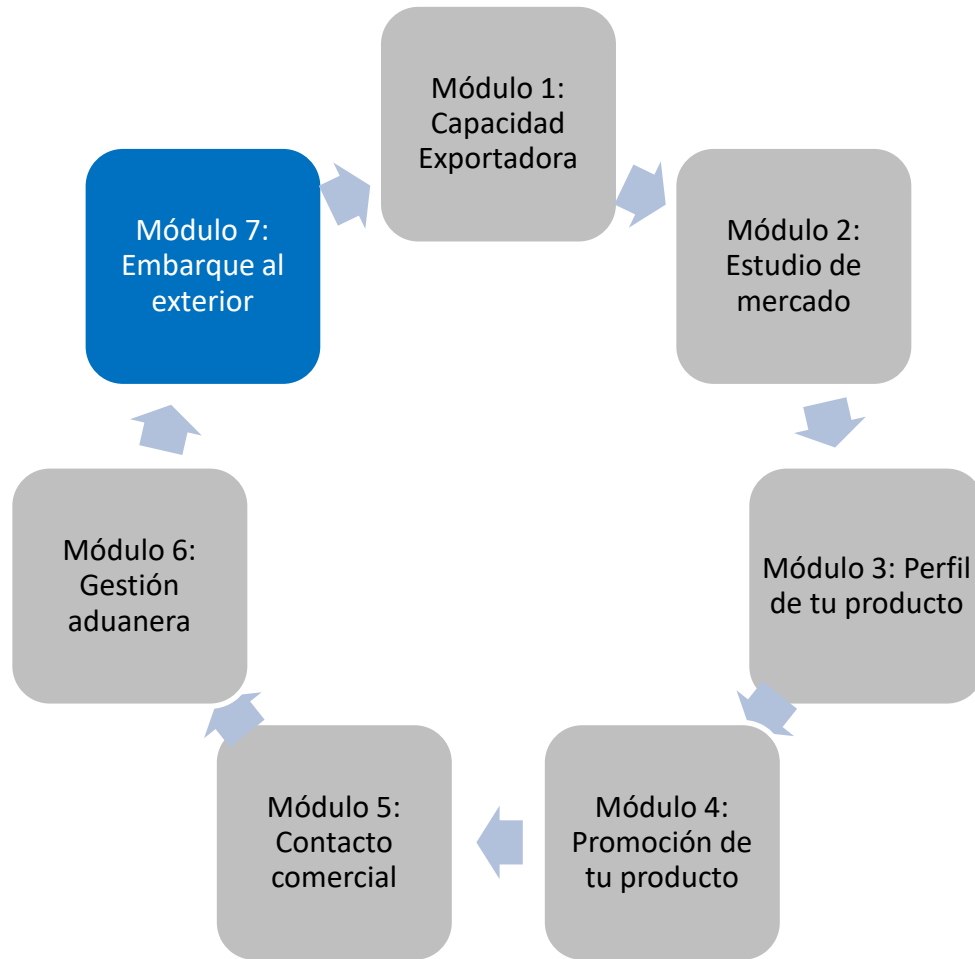 Módulo 1:
Capacidad
Exportadora
Módulo 2:
Estudio de
mercado
Módulo 3: Perfil
de tu producto
Módulo 4:
Promoción de
tu producto
Módulo 5:
Contacto
comercial
Módulo 6:
Gestión
aduanera
Módulo 7:
Embarque al
exterior